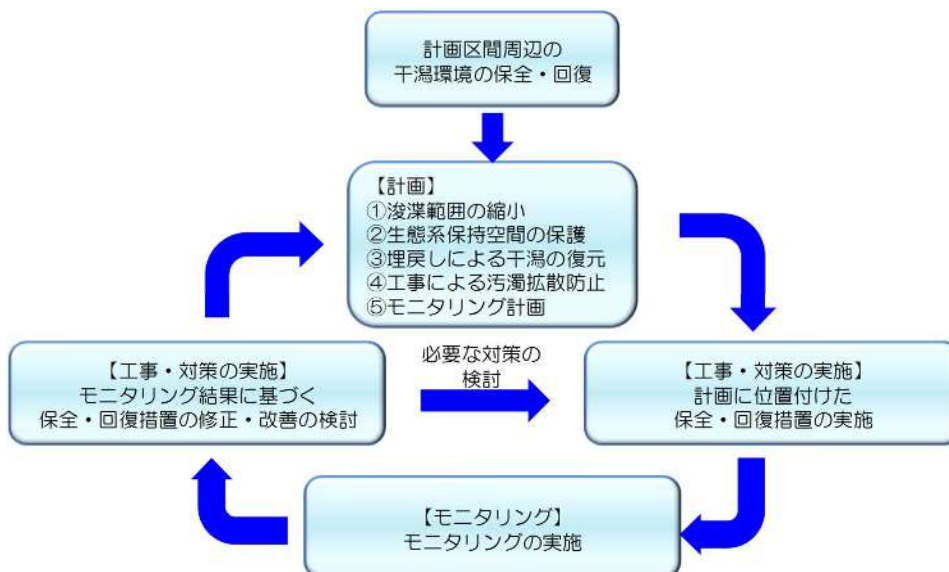 計画区間周辺の
干潟環境の保全・回復
【計画】
①浚渫範囲の縮小
②生態系保持空間の保護
③埋戻しによる干潟の復元
④工事による汚濁拡散防止
⑤モニタリング計画
【工事・対策の実施】
モニタリング結果に基づく
保全・回復措置の修正・改善の検討
必要な対策の
検討
【工事・対策の実施】
計画に位置付けた
保全・回復措置の実施
【モニタリング】
モニタリングの実施